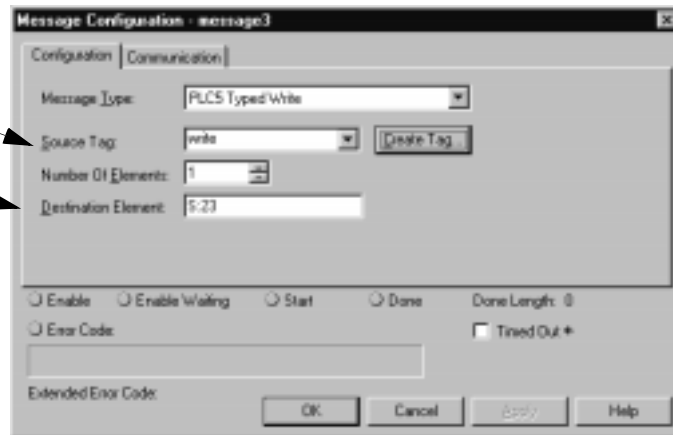 Message Configuration - message3
Configuration Communication
Message Type: PLC5 Typed Write
Source Tag: write Create Tag...
Number Of Elements: 1
Destination Element: S:23
Enable Enable Waiting Start Done Done Length: 0
Error Code: Timed Out
Extended Error Code:
OK Cancel Apply Help